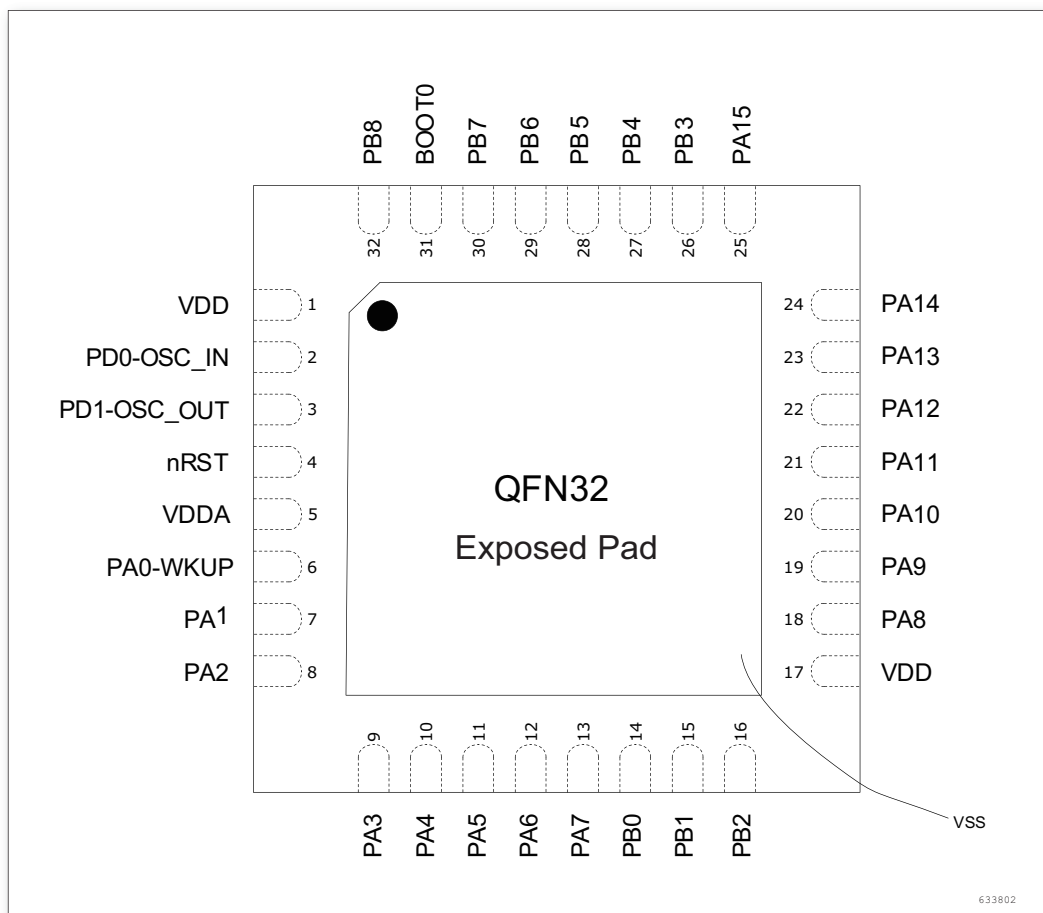 PB8
BOOT0
PB7
PB6
PB5
PB4
PB3
PA15
32
31
30
29
28
27
26
25
VDD 1
24 PA14
PD0-OSC_IN 2
23 PA13
PD1-OSC_OUT 3
22 PA12
nRST 4
21 PA11
VDDA 5
20 PA10
PA0-WKUP 6
19 PA9
PA1 7
18 PA8
PA2 8
17 VDD
QFN32
Exposed Pad
9
10
11
12
13
14
15
16
PA3
PA4
PA5
PA6
PA7
PB0
PB1
PB2
VSS
633802